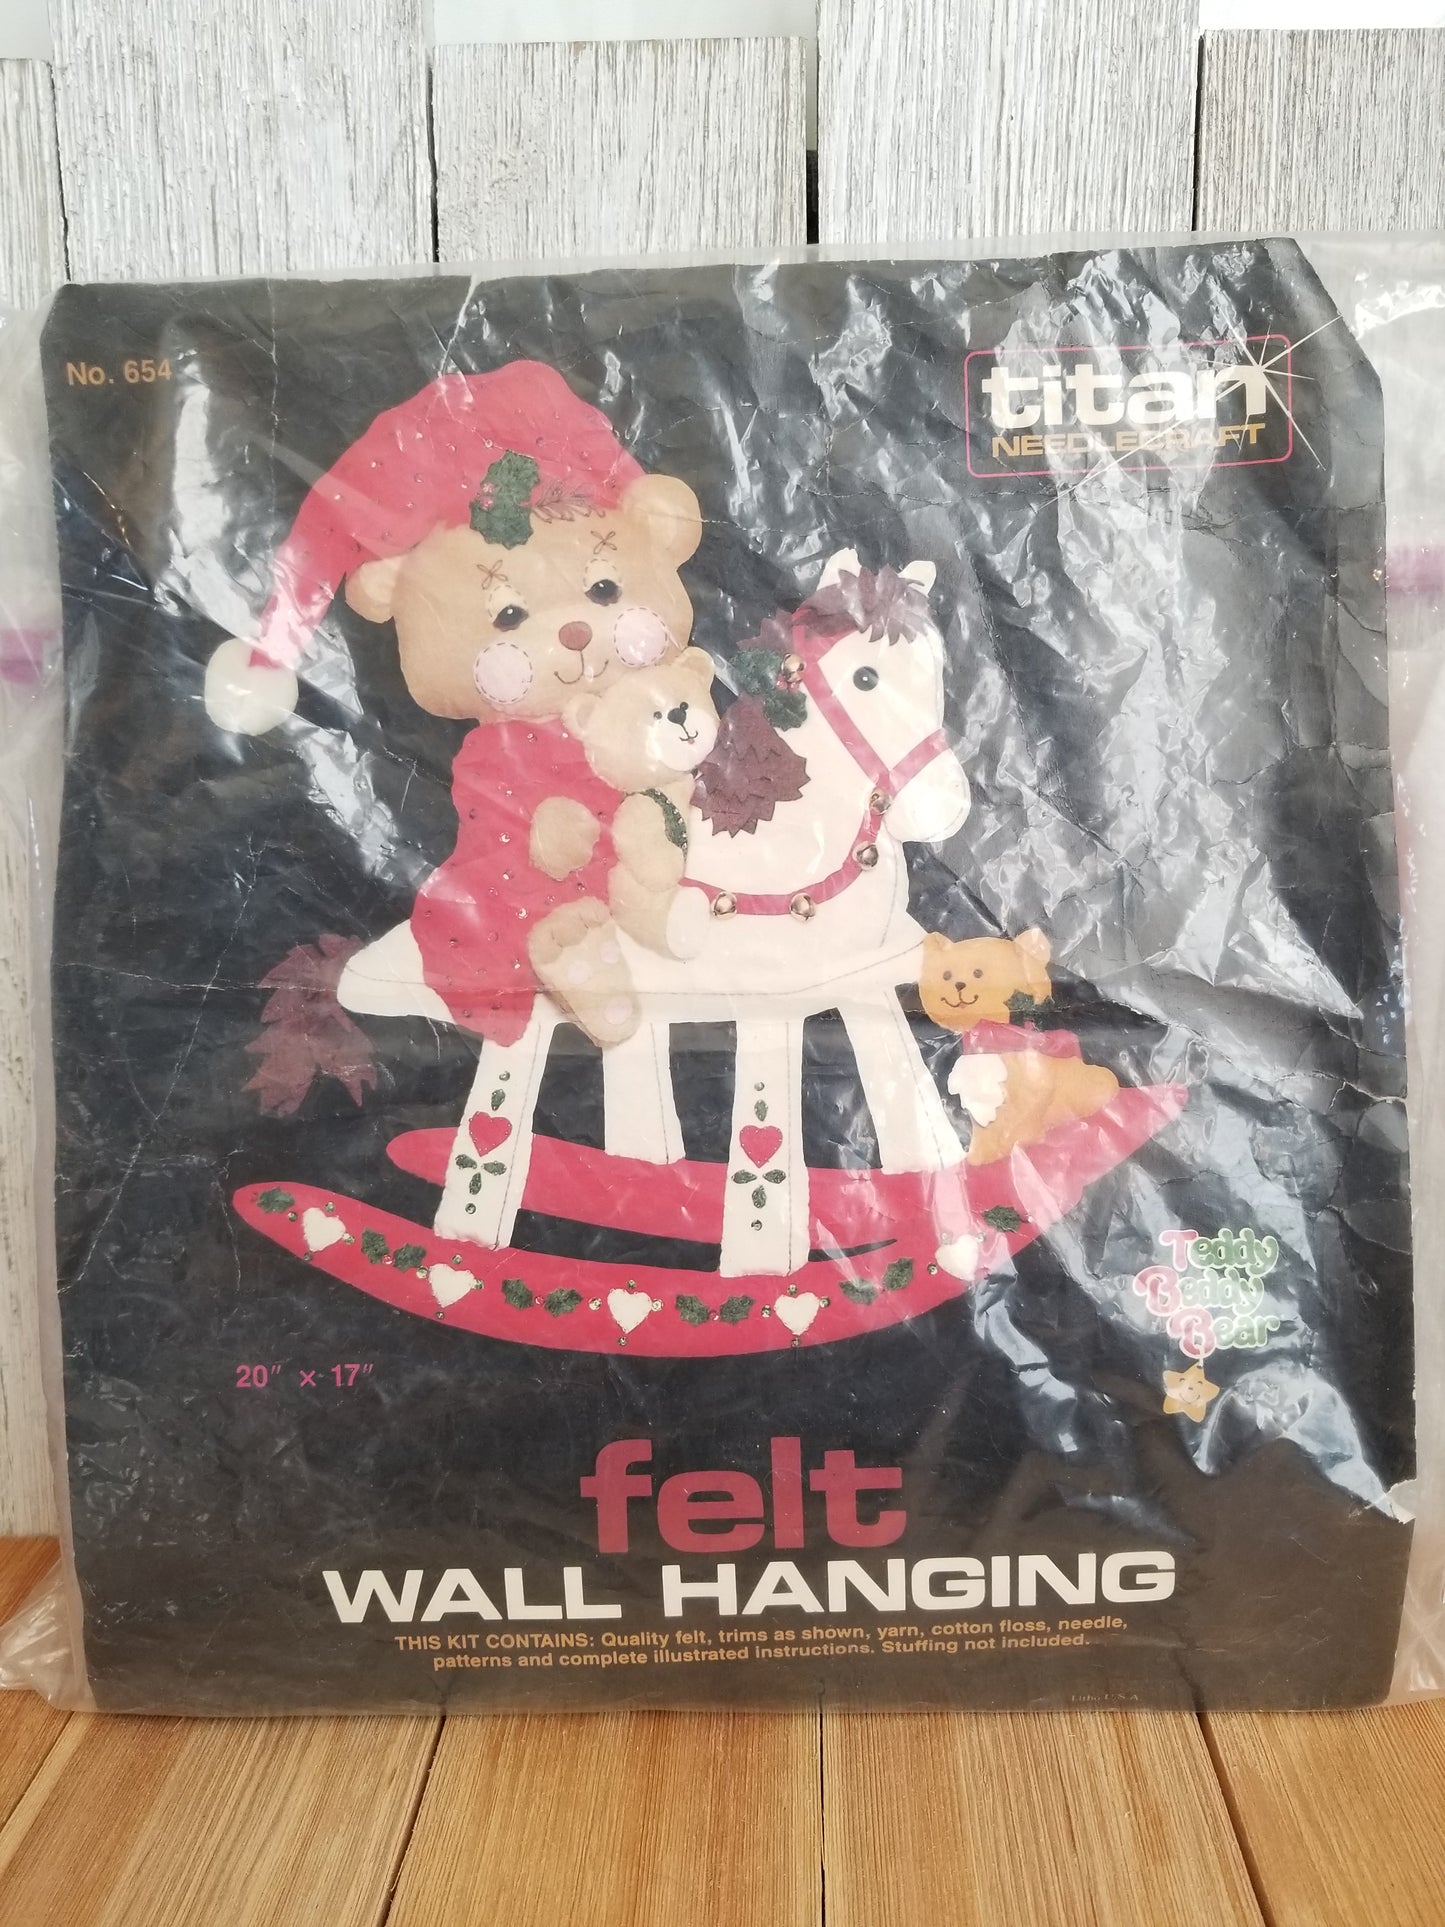 No. 654
titan
NEEDLECRAFT
Teddy
Beddy
Bear
20" x 17"
felt
WALL HANGING
THIS KIT CONTAINS: Quality felt, trims as shown, yarn, cotton floss, needle,
patterns and complete illustrated instructions. Stuffing not included.
Litho U.S.A.